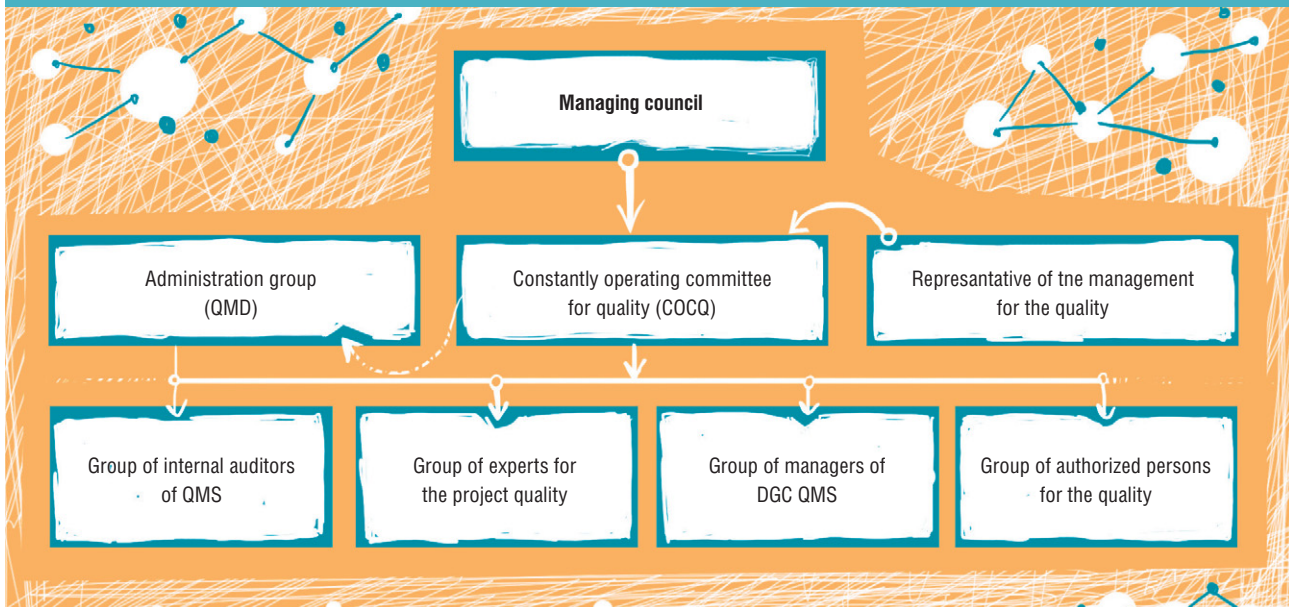 Managing council
Administration group
(QMD)
Constantly operating committee
for quality (COCQ)
Represantative of tne management
for the quality
Group of internal auditors
of QMS
Group of experts for
the project quality
Group of managers of
DGC QMS
Group of authorized persons
for the quality